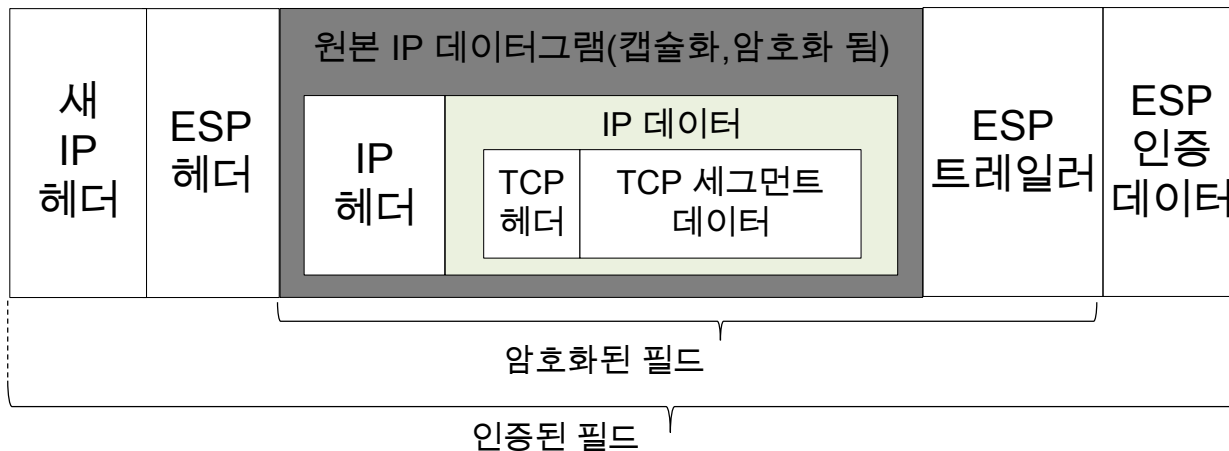 원본 IP 데이터그램(캡슐화,암호화 됨)
새
IP
헤더
ESP
헤더
IP
헤더
IP 데이터
TCP
헤더
TCP 세그먼트
데이터
ESP
트레일러
ESP
인증
데이터
암호화된 필드
인증된 필드